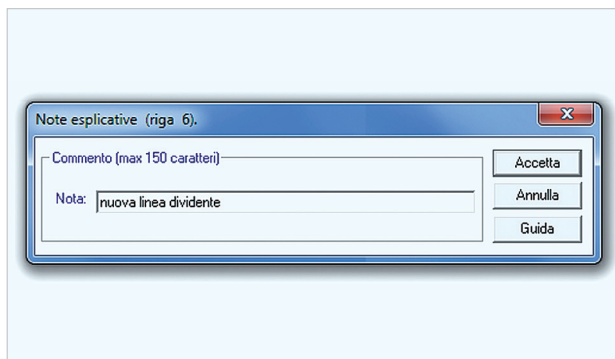 Note esplicative (riga 6).
Commento (max 150 caratteri)
Accetta
Nota: nuova linea dividente
Annulla
Guida